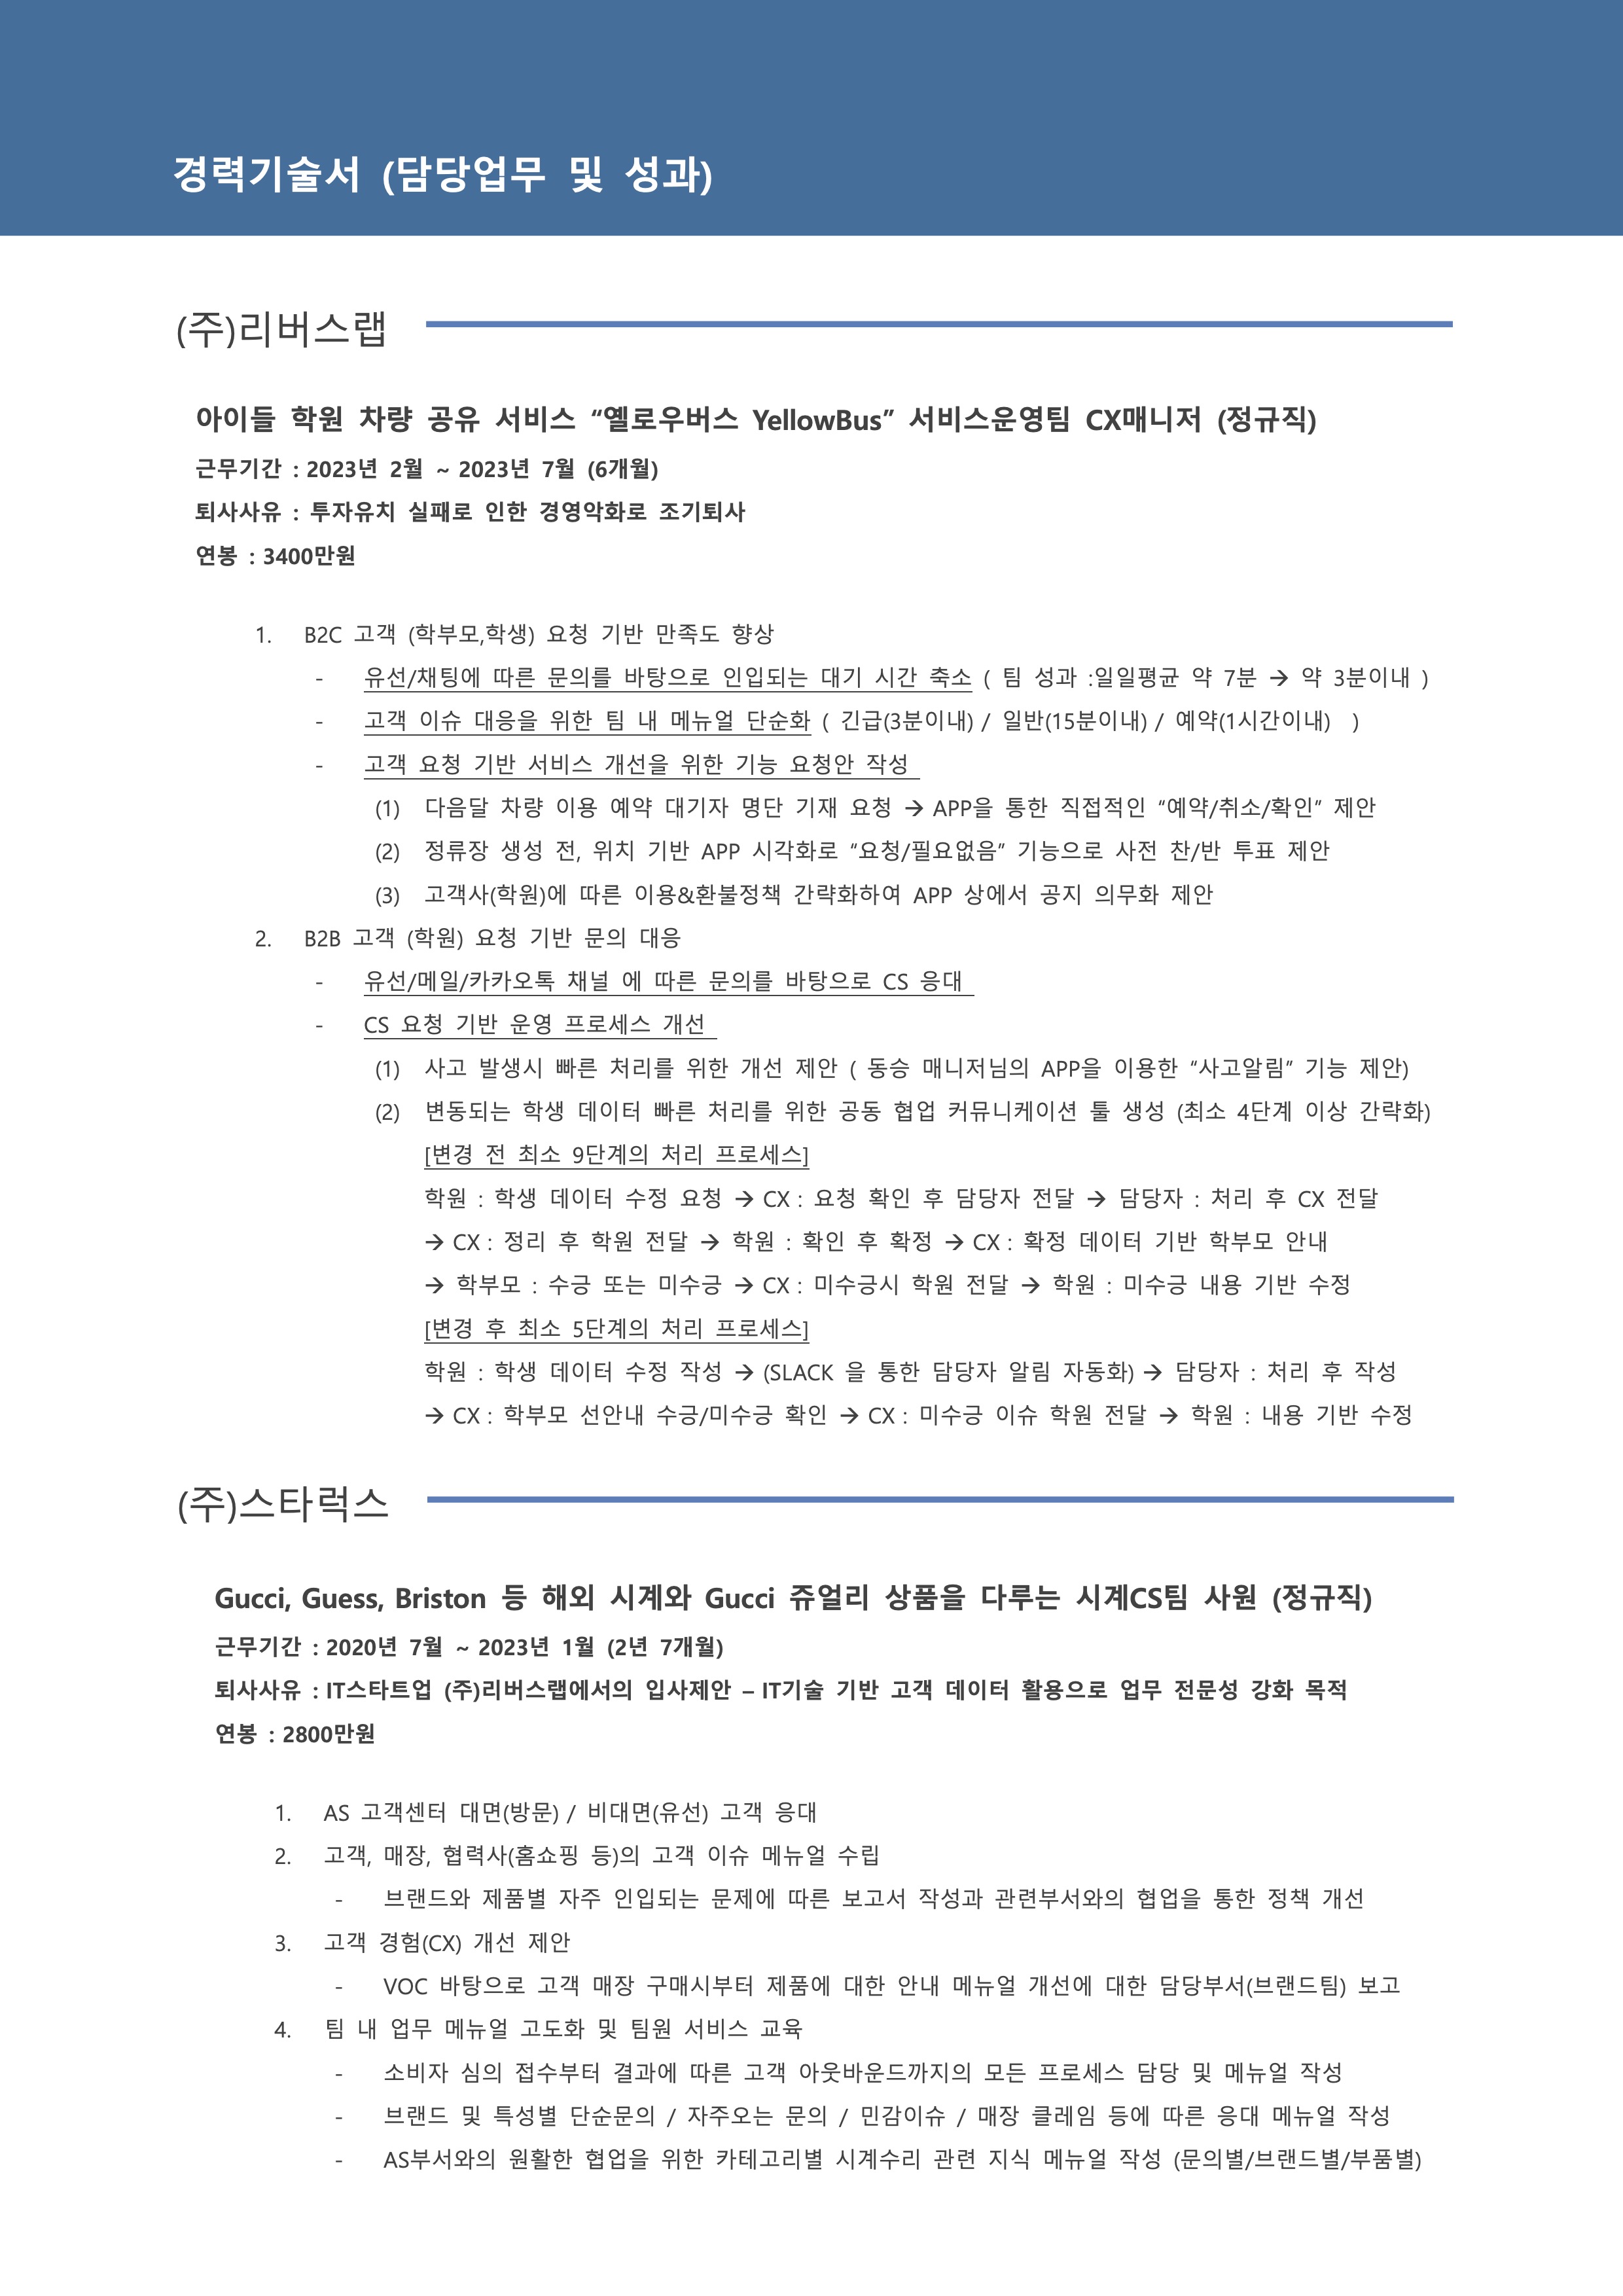 경력기술서 (담당업무 및 성과)
(주)리버스랩
아이들 학원 차량 공유 서비스 “옐로우버스 YellowBus” 서비스운영팀 CX매니저 (정규직)
근무기간 : 2023년 2월 ~ 2023년 7월 (6개월)
퇴사사유 : 투자유치 실패로 인한 경영악화로 조기퇴사
연봉 : 3400만원
1. B2C 고객 (학부모,학생) 요청 기반 만족도 향상
- 유선/채팅에 따른 문의를 바탕으로 인입되는 대기 시간 축소 ( 팀 성과 :일일평균 약 7분 → 약 3분이내 )
- 고객 이슈 대응을 위한 팀 내 메뉴얼 단순화 ( 긴급(3분이내) / 일반(15분이내) / 예약(1시간이내) )
- 고객 요청 기반 서비스 개선을 위한 기능 요청안 작성
(1) 다음달 차량 이용 예약 대기자 명단 기재 요청 → APP을 통한 직접적인 “예약/취소/확인” 제안
(2) 정류장 생성 전, 위치 기반 APP 시각화로 “요청/필요없음” 기능으로 사전 찬/반 투표 제안
(3) 고객사(학원)에 따른 이용&환불정책 간략화하여 APP 상에서 공지 의무화 제안
2. B2B 고객 (학원) 요청 기반 문의 대응
- 유선/메일/카카오톡 채널 에 따른 문의를 바탕으로 CS 응대
- CS 요청 기반 운영 프로세스 개선
(1) 사고 발생시 빠른 처리를 위한 개선 제안 ( 동승 매니저님의 APP을 이용한 “사고알림” 기능 제안)
(2) 변동되는 학생 데이터 빠른 처리를 위한 공동 협업 커뮤니케이션 툴 생성 (최소 4단계 이상 간략화)
[변경 전 최소 9단계의 처리 프로세스]
학원 : 학생 데이터 수정 요청 → CX : 요청 확인 후 담당자 전달 → 담당자 : 처리 후 CX 전달
→ CX : 정리 후 학원 전달 → 학원 : 확인 후 확정 → CX : 확정 데이터 기반 학부모 안내
→ 학부모 : 수긍 또는 미수긍 → CX : 미수긍시 학원 전달 → 학원 : 미수긍 내용 기반 수정
[변경 후 최소 5단계의 처리 프로세스]
학원 : 학생 데이터 수정 작성 → (SLACK 을 통한 담당자 알림 자동화) → 담당자 : 처리 후 작성
→ CX : 학부모 선안내 수긍/미수긍 확인 → CX : 미수긍 이슈 학원 전달 → 학원 : 내용 기반 수정
(주)스타럭스
Gucci, Guess, Briston 등 해외 시계와 Gucci 쥬얼리 상품을 다루는 시계CS팀 사원 (정규직)
근무기간 : 2020년 7월 ~ 2023년 1월 (2년 7개월)
퇴사사유 : IT스타트업 (주)리버스랩에서의 입사제안 – IT기술 기반 고객 데이터 활용으로 업무 전문성 강화 목적
연봉 : 2800만원
1. AS 고객센터 대면(방문) / 비대면(유선) 고객 응대
2. 고객, 매장, 협력사(홈쇼핑 등)의 고객 이슈 메뉴얼 수립
- 브랜드와 제품별 자주 인입되는 문제에 따른 보고서 작성과 관련부서와의 협업을 통한 정책 개선
3. 고객 경험(CX) 개선 제안
- VOC 바탕으로 고객 매장 구매시부터 제품에 대한 안내 메뉴얼 개선에 대한 담당부서(브랜드팀) 보고
4. 팀 내 업무 메뉴얼 고도화 및 팀원 서비스 교육
- 소비자 심의 접수부터 결과에 따른 고객 아웃바운드까지의 모든 프로세스 담당 및 메뉴얼 작성
- 브랜드 및 특성별 단순문의 / 자주오는 문의 / 민감이슈 / 매장 클레임 등에 따른 응대 메뉴얼 작성
- AS부서와의 원활한 협업을 위한 카테고리별 시계수리 관련 지식 메뉴얼 작성 (문의별/브랜드별/부품별)